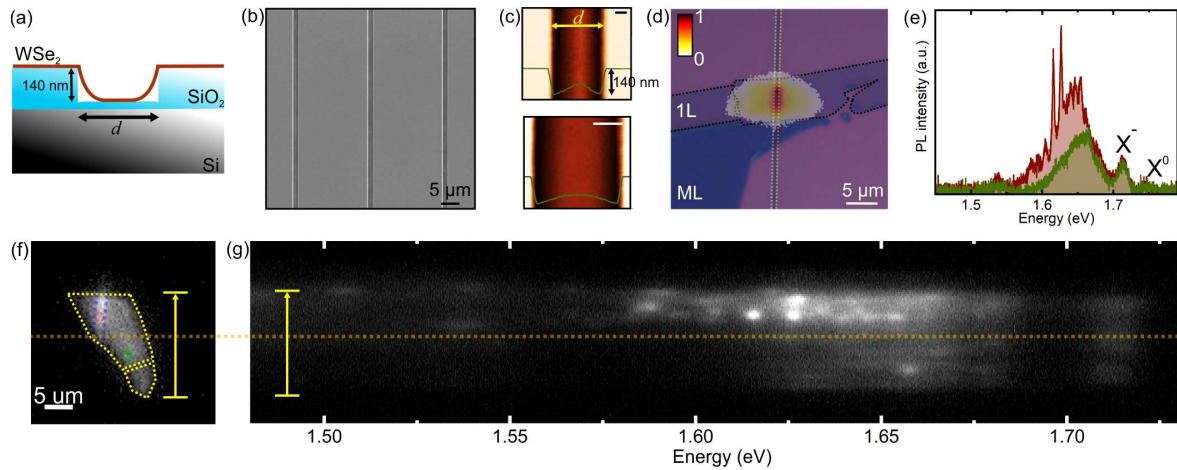 (a)
WSe₂
140 nm
SiO₂
d
Si
(b)
5 μm
(c)
d
140 nm
(d)
1
0
1L
ML
5 μm
(e)
PL intensity (a.u.)
X⁻
X⁰
1.5 1.6 1.7
Energy (eV)
(f)
5 um
(g)
1.50 1.55 1.60 1.65 1.70
Energy (eV)